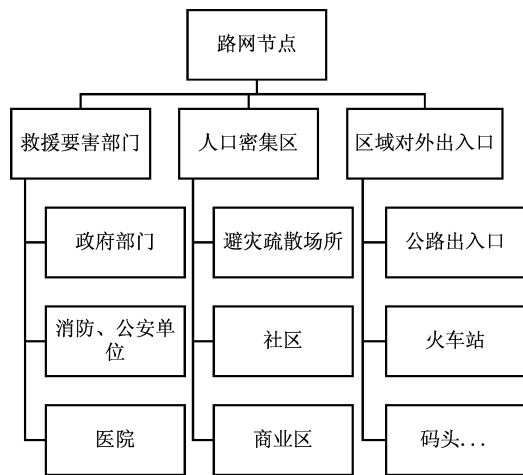 路网节点
救援要害部门
人口密集区
区域对外出入口
政府部门
避灾疏散场所
公路出入口
消防、公安单
位
社区
火车站
医院
商业区
码头...